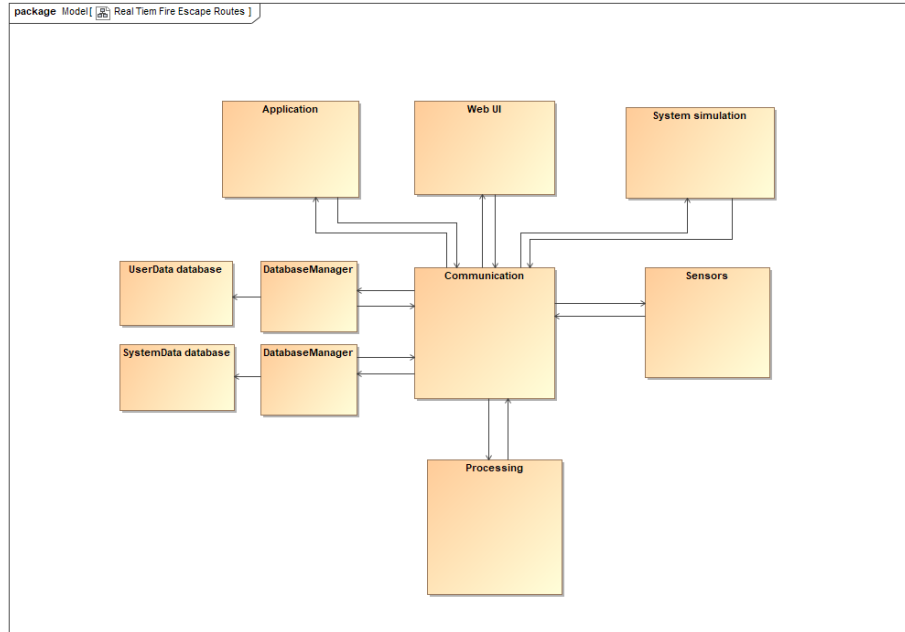 package Model[ Real Tiem Fire Escape Routes ]
Application
Web UI
System simulation
UserData database
DatabaseManager
Communication
Sensors
SystemData database
DatabaseManager
Processing